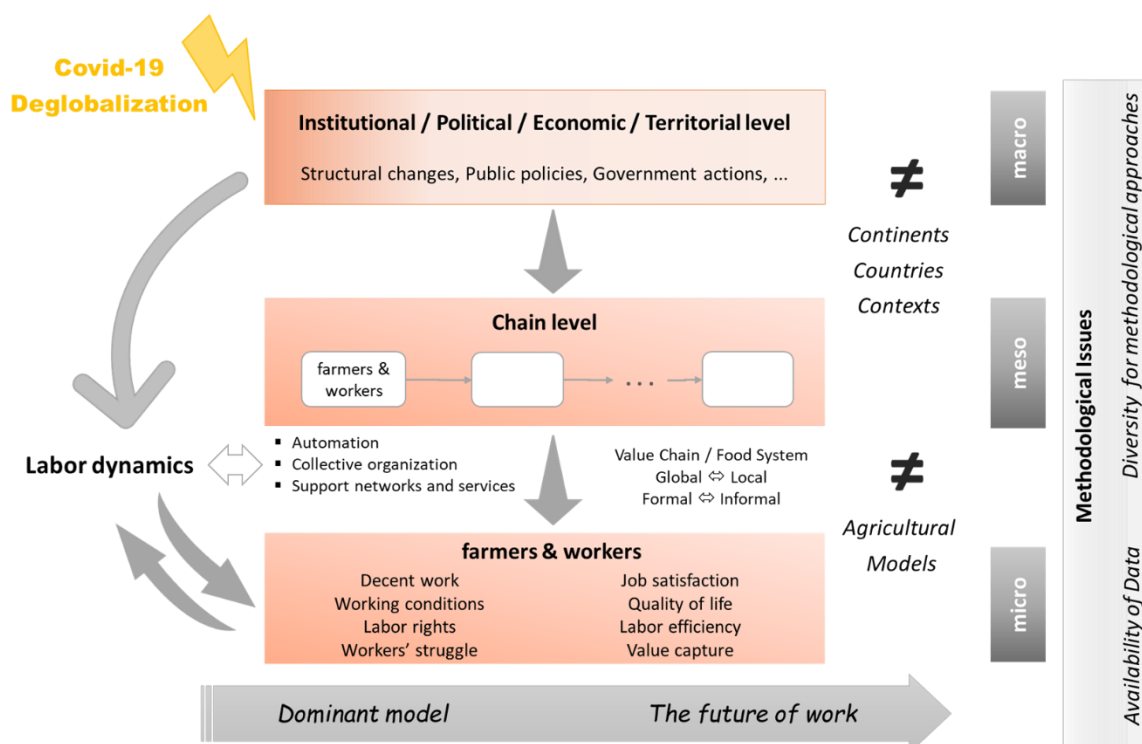 Covid-19
Deglobalization
Institutional / Political / Economic / Territorial level
Structural changes, Public policies, Government actions, ...
≠
Continents
Countries
Contexts
macro
Chain level
farmers &
workers
...
meso
Labor dynamics
▪ Automation
▪ Collective organization
▪ Support networks and services
Value Chain / Food System
Global ⇔ Local
Formal ⇔ Informal
≠
Agricultural
Models
farmers & workers
Decent work
Working conditions
Labor rights
Workers' struggle
Job satisfaction
Quality of life
Labor efficiency
Value capture
micro
Dominant model
The future of work
Methodological Issues
Availability of Data
Diversity for methodological approaches